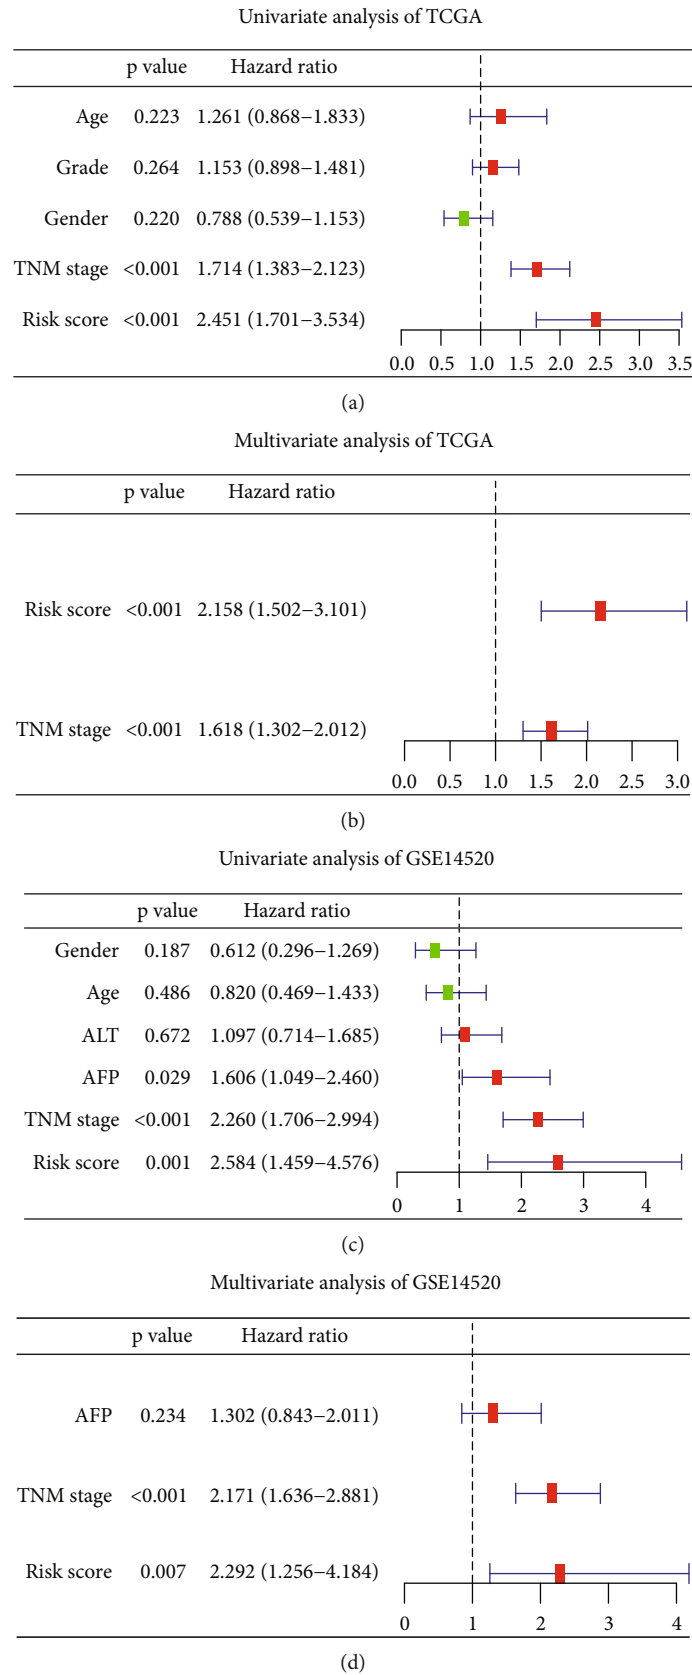 Univariate analysis of TCGA
p value Hazard ratio
Age 0.223 1.261 (0.868−1.833)
Grade 0.264 1.153 (0.898−1.481)
Gender 0.220 0.788 (0.539−1.153)
TNM stage <0.001 1.714 (1.383−2.123)
Risk score <0.001 2.451 (1.701−3.534)
0.0 0.5 1.0 1.5 2.0 2.5 3.0 3.5
(a)
Multivariate analysis of TCGA
p value Hazard ratio
Risk score <0.001 2.158 (1.502−3.101)
TNM stage <0.001 1.618 (1.302−2.012)
0.0 0.5 1.0 1.5 2.0 2.5 3.0
(b)
Univariate analysis of GSE14520
p value Hazard ratio
Gender 0.187 0.612 (0.296−1.269)
Age 0.486 0.820 (0.469−1.433)
ALT 0.672 1.097 (0.714−1.685)
AFP 0.029 1.606 (1.049−2.460)
TNM stage <0.001 2.260 (1.706−2.994)
Risk score 0.001 2.584 (1.459−4.576)
0 1 2 3 4
(c)
Multivariate analysis of GSE14520
p value Hazard ratio
AFP 0.234 1.302 (0.843−2.011)
TNM stage <0.001 2.171 (1.636−2.881)
Risk score 0.007 2.292 (1.256−4.184)
0 1 2 3 4
(d)